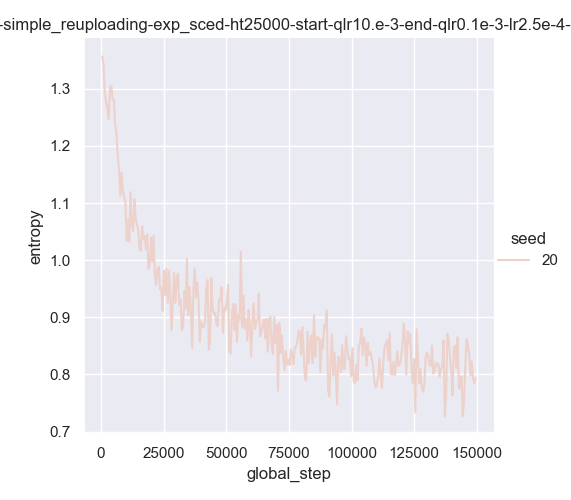 -simple_reuploading-exp_sced-ht25000-start-qlr10.e-3-end-qlr0.1e-3-lr2.5e-4-
1.3
1.2
1.1
1.0
0.9
0.8
0.7
entropy
seed
20
0 25000 50000 75000 100000 125000 150000
global_step